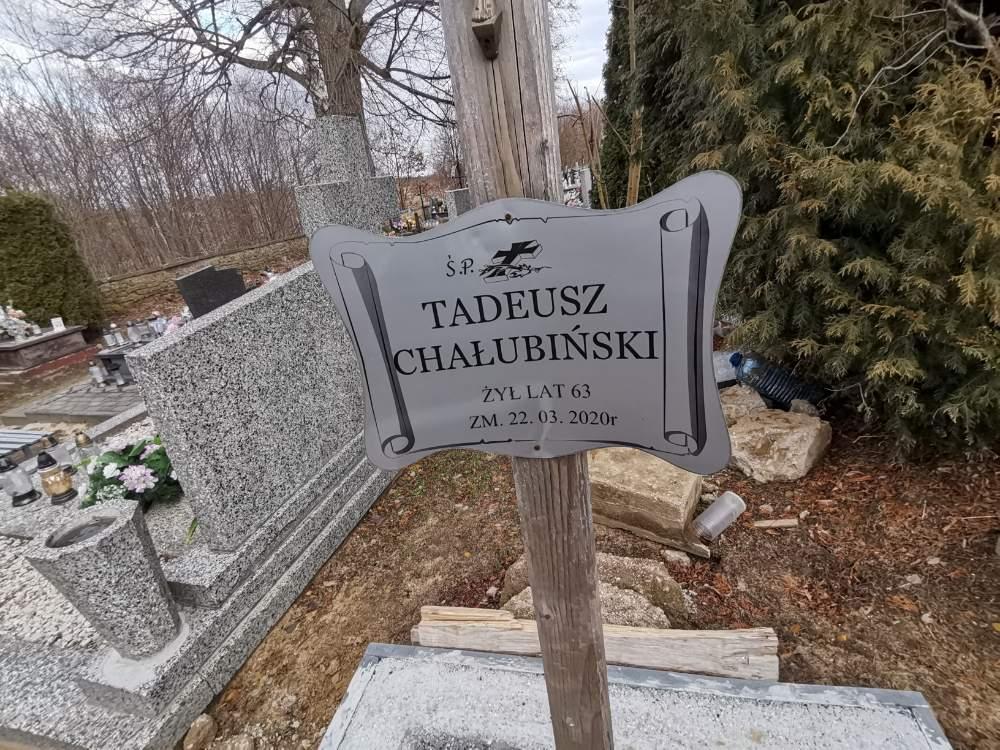 Ś.P.
TADEUSZ
CHAŁUBIŃSKI
ŻYŁ LAT 63
ZM. 22. 03. 2020r